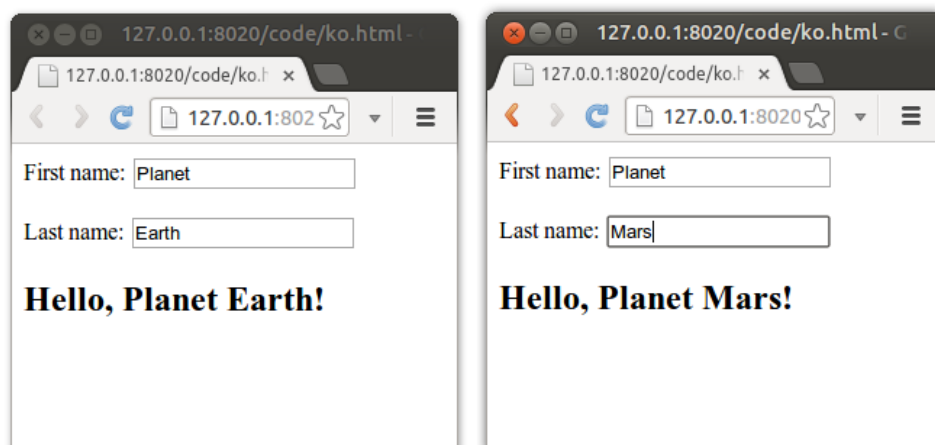 127.0.0.1:8020/code/ko.html -
127.0.0.1:8020/code/ko.h
127.0.0.1:802
First name: Planet
Last name: Earth
Hello, Planet Earth!
127.0.0.1:8020/code/ko.html - G
127.0.0.1:8020/code/ko.h
127.0.0.1:8020
First name: Planet
Last name: Mars
Hello, Planet Mars!